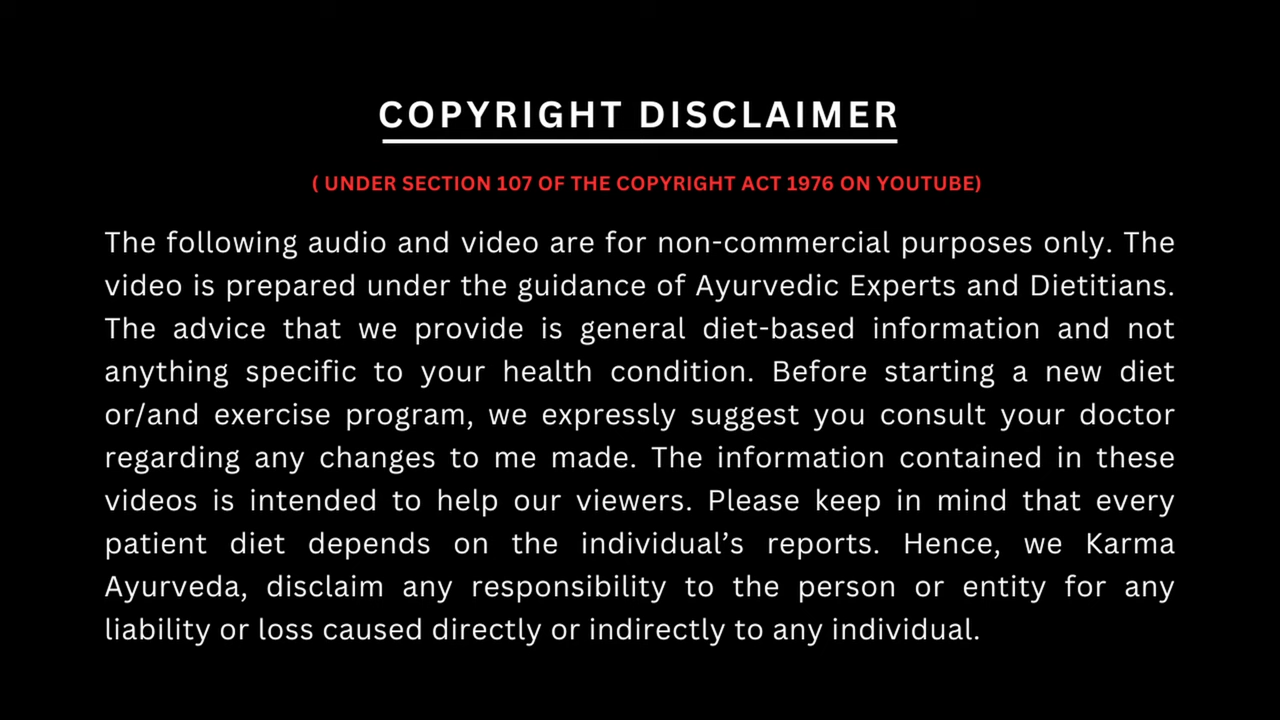 COPYRIGHT DISCLAIMER
( UNDER SECTION 107 OF THE COPYRIGHT ACT 1976 ON YOUTUBE)
The following audio and video are for non-commercial purposes only. The
video is prepared under the guidance of Ayurvedic Experts and Dietitians.
The advice that we provide is general diet-based information and not
anything specific to your health condition. Before starting a new diet
or/and exercise program, we expressly suggest you consult your doctor
regarding any changes to me made. The information contained in these
videos is intended to help our viewers. Please keep in mind that every
patient diet depends on the individual’s reports. Hence, we Karma
Ayurveda, disclaim any responsibility to the person or entity for any
liability or loss caused directly or indirectly to any individual.